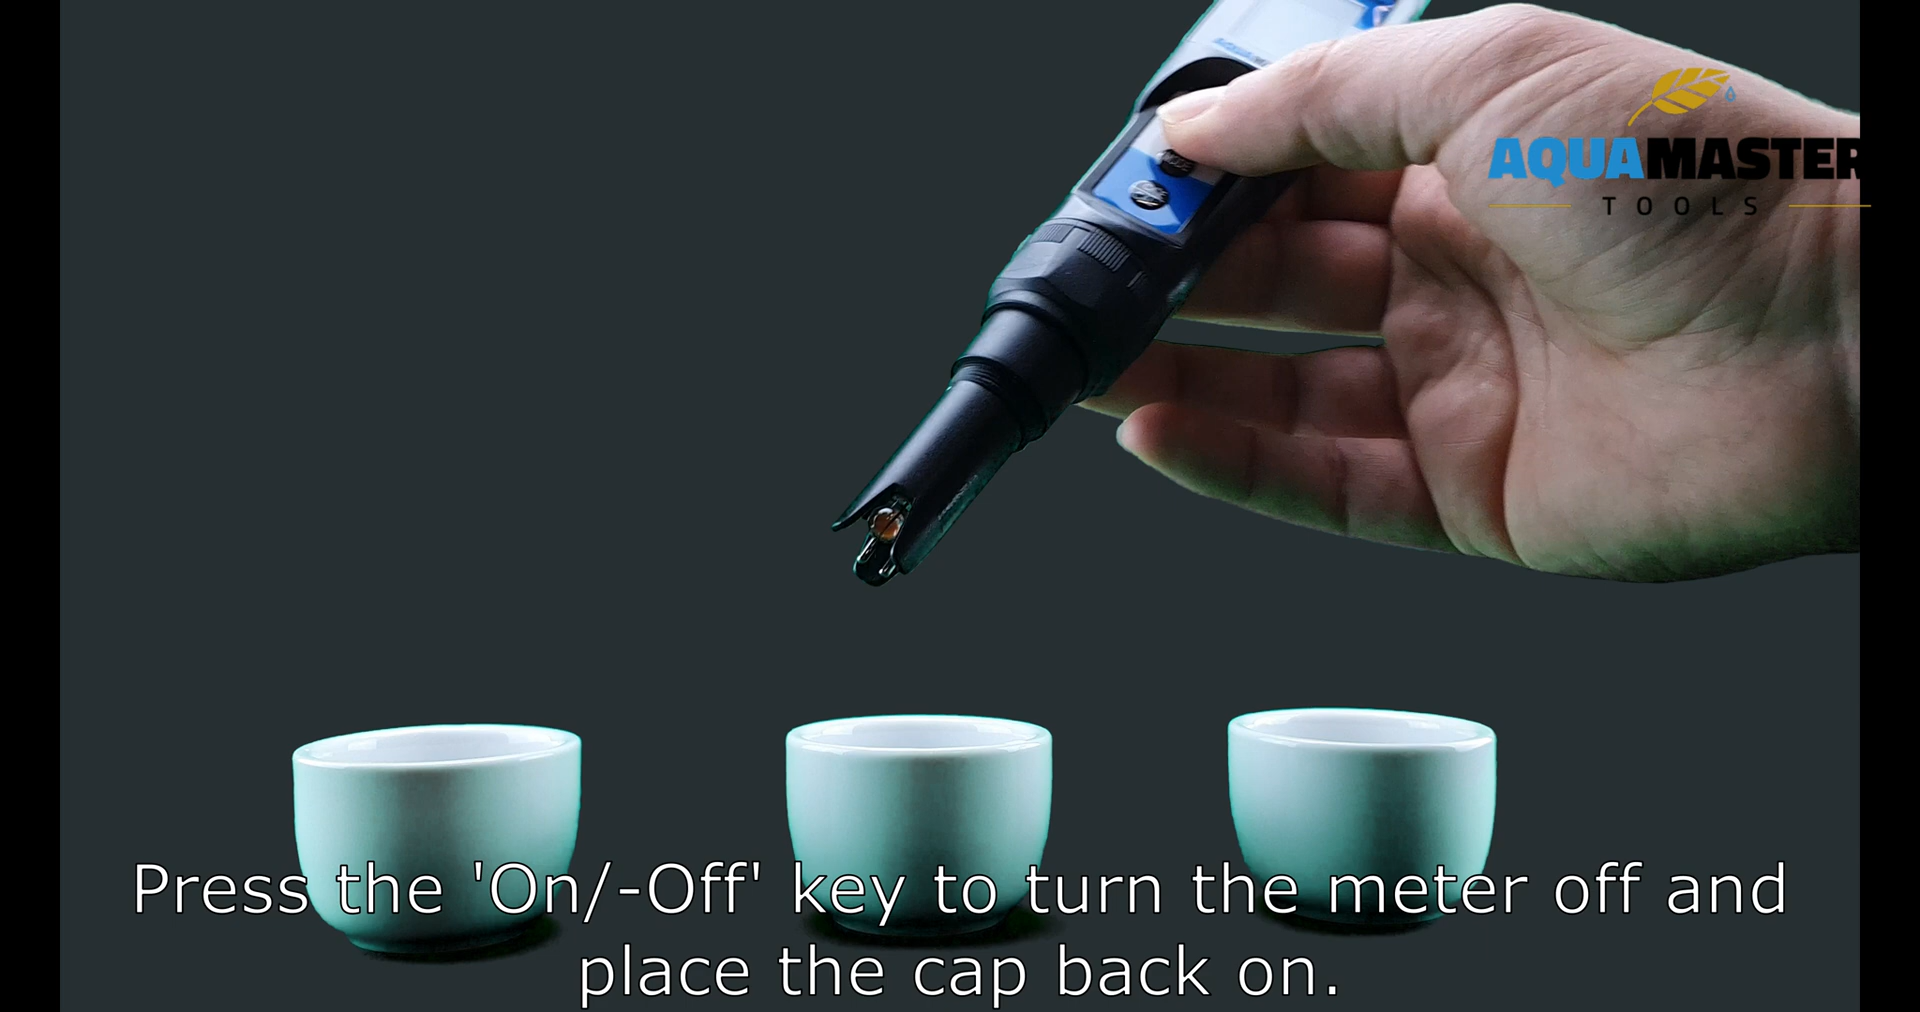 AQUAMASTER
TOOLS
Press the 'On/-Off' key to turn the meter off and
place the cap back on.